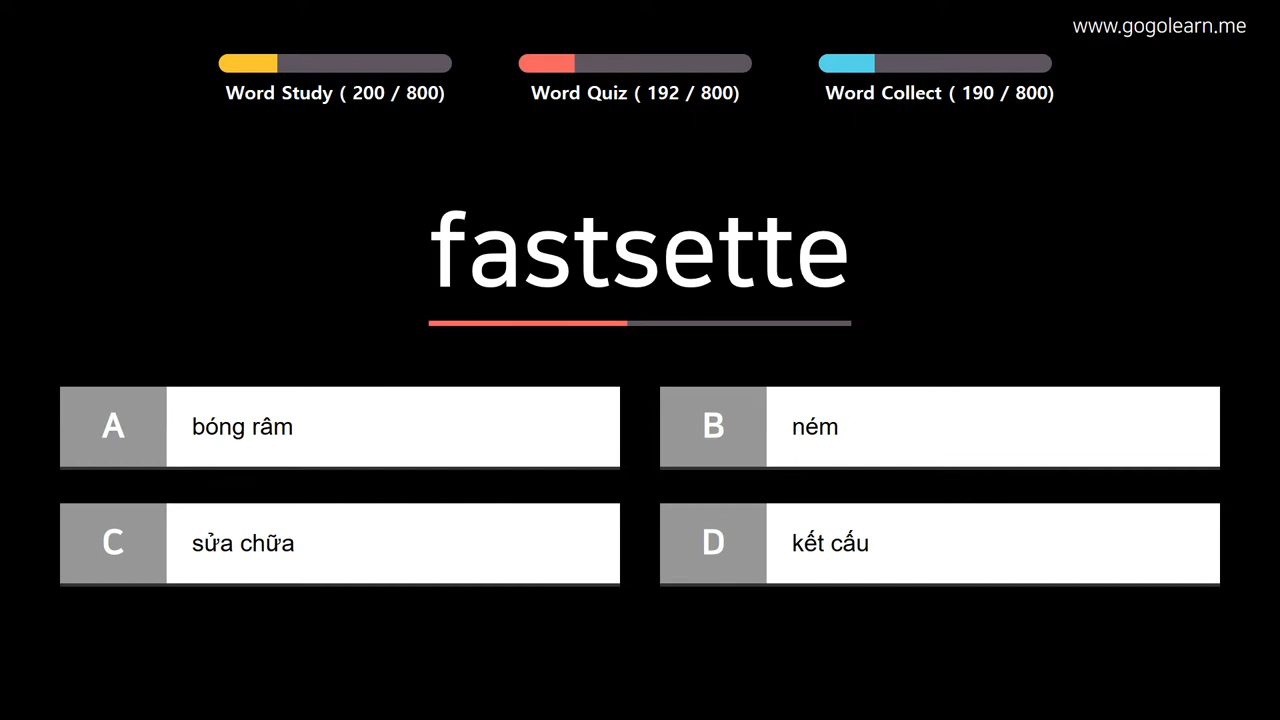 www.gogolearn.me
Word Study ( 200 / 800)
Word Quiz ( 192 / 800)
Word Collect ( 190 / 800)
fastsette
A
bóng râm
B
ném
C
sửa chữa
D
kết cấu